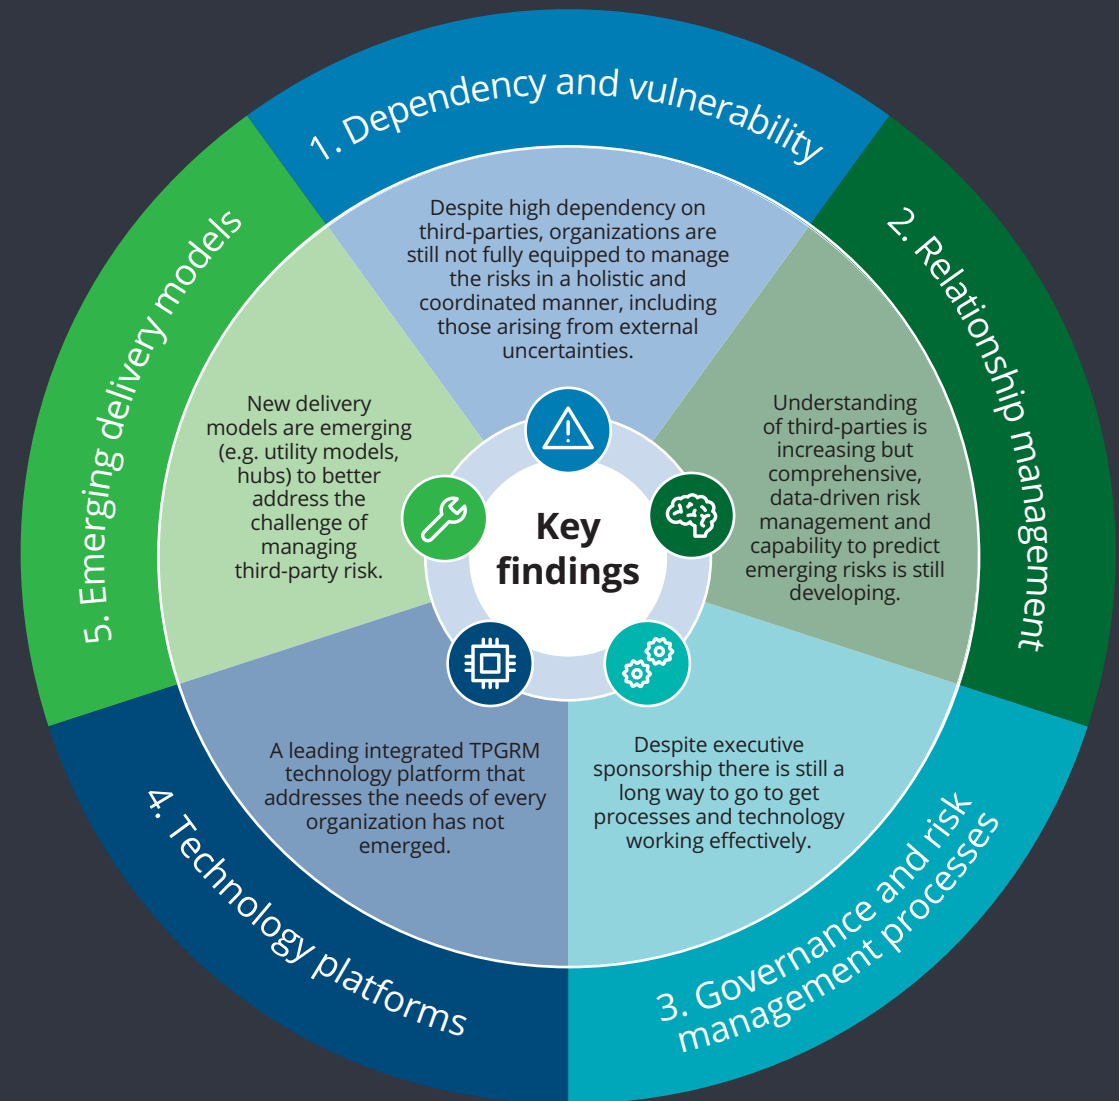 1. Dependency and vulnerability
Despite high dependency on
third-parties, organizations are
still not fully equipped to manage
the risks in a holistic and
coordinated manner, including
those arising from external
uncertainties.
2. Relationship management
Understanding
of third-parties is
increasing but
comprehensive,
data-driven risk
management and
capability to predict
emerging risks is still
developing.
3. Governance and risk
management processes
Despite executive
sponsorship there is still a
long way to go to get
processes and technology
working effectively.
4. Technology platforms
A leading integrated TPGRM
technology platform that
addresses the needs of every
organization has not
emerged.
5. Emerging delivery models
New delivery
models are emerging
(e.g. utility models,
hubs) to better
address the
challenge of
managing
third-party risk.
Key
findings